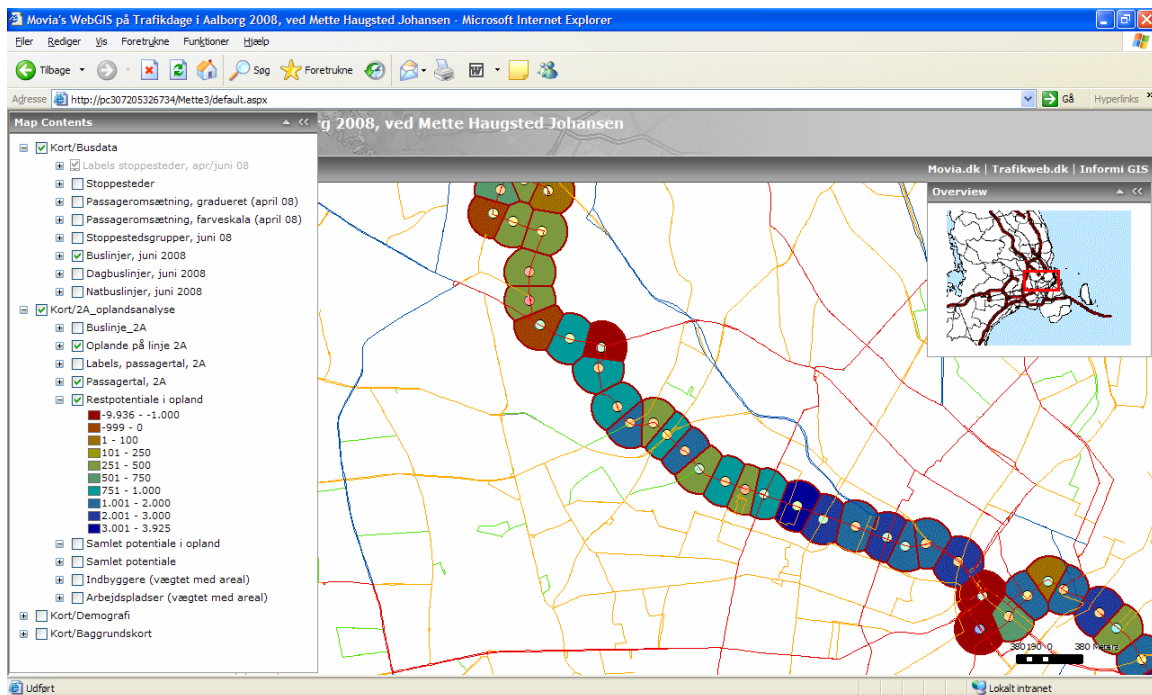 Movia's WebGIS på Trafikdage i Aalborg 2008, ved Mette Haugsted Johansen - Microsoft Internet Explorer
Filer Rediger Vis Foretrukne Funktioner Hjælp
Tilbage Søg Foretrukne
Adresse http://pc307205326734/Mette3/default.aspx Gå Hyperlinks »
Map Contents
g 2008, ved Mette Haugsted Johansen
Movia.dk | Trafikweb.dk | Informi GIS
Overview
Kort/Busdata
Labels stoppesteder, apr/juni 08
Stoppesteder
Passageromsætning, gradueret (april 08)
Passageromsætning, farveskala (april 08)
Stoppestedsgrupper, juni 08
Buslinjer, juni 2008
Dagbuslinjer, juni 2008
Natbuslinjer, juni 2008
Kort/2A_oplandsanalyse
Buslinje_2A
Oplande på linje 2A
Labels, passagertal, 2A
Passagertal, 2A
Restpotentiale i opland
-9.936 - -1.000
-999 - 0
1 - 100
101 - 250
251 - 500
501 - 750
751 - 1.000
1.001 - 2.000
2.001 - 3.000
3.001 - 3.925
Samlet potentiale i opland
Samlet potentiale
Indbyggere (vægtet med areal)
Arbejdspladser (vægtet med areal)
Kort/Demografi
Kort/Baggrundskort
380 190 0 380 Meters
Udført
Lokalt intranet